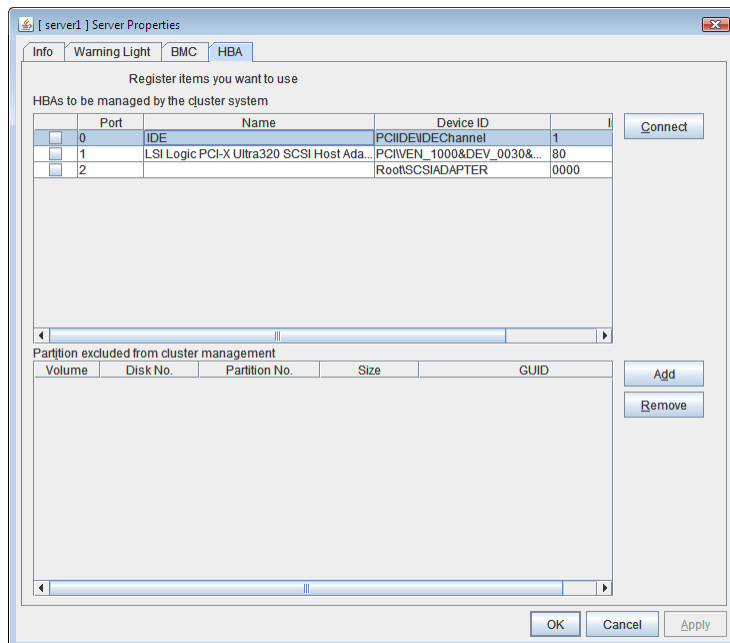 [ server1 ] Server Properties
Info Warning Light BMC HBA
Register items you want to use
HBAs to be managed by the cluster system
Port Name Device ID I
0 IDE PCIIDE\IDEChannel 1
1 LSI Logic PCI-X Ultra320 SCSI Host Ada... PCI\VEN_1000&DEV_0030&... 80
2 Root\SCSIADAPTER 0000
Connect
Partition excluded from cluster management
Volume Disk No. Partition No. Size GUID
Add
Remove
OK Cancel Apply